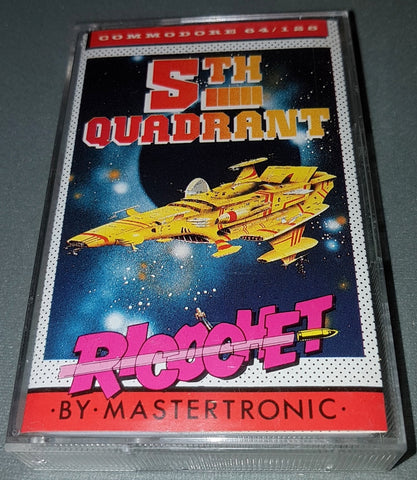 COMMODORE 64/128
5TH
QUADRANT
RICOCHET
·BY·MASTERTRONIC·